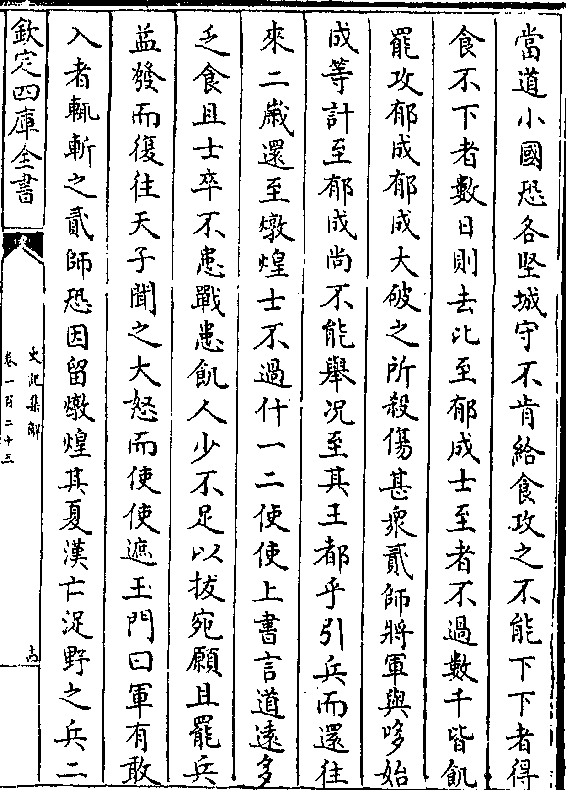 當道小國恐各堅城守不肯給食攻之不能下下者得
食不下者數日則去比至郁成士至者不過數千皆飢
罷攻郁成郁成大破之所殺傷甚衆貳師將軍與哆始
成等計至郁成尚不能舉况至其王都乎引兵而還往
來二嵗還至燉煌士不過什一二使使上書言道逺多
乏食且士卒不患戰患飢人少不足以拔宛願且罷兵
益發而復往天子聞之大怒而使使遮玉門曰軍有敢
入者輒斬之貳師恐因留燉煌其夏漢亡浞野之兵二
欽定四庫全書
史記集解
卷一百二十三
十四